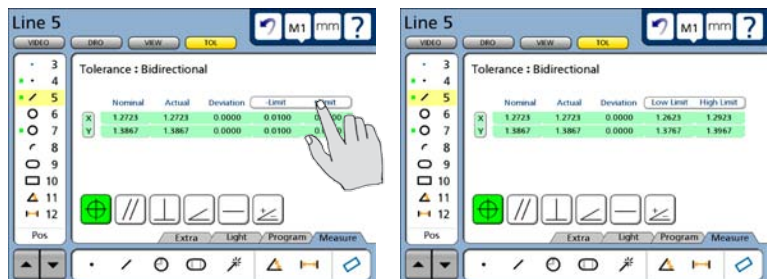 Line 5
M1 mm ?
VIDEO DRO VIEW TOL
3
4
5
6
7
8
9
10
11
12
Pos
Tolerance : Bidirectional
Nominal Actual Deviation -Limit
X 1.2723 1.2723 0.0000 0.0100
Y 1.3867 1.3867 0.0000 0.0100
Extra Light Program Measure
Line 5
M1 mm ?
VIDEO DRO VIEW TOL
3
4
5
6
7
8
9
10
11
12
Pos
Tolerance : Bidirectional
Nominal Actual Deviation Low Limit High Limit
X 1.2723 1.2723 0.0000 1.2623 1.2923
Y 1.3867 1.3867 0.0000 1.3767 1.3967
Extra Light Program Measure